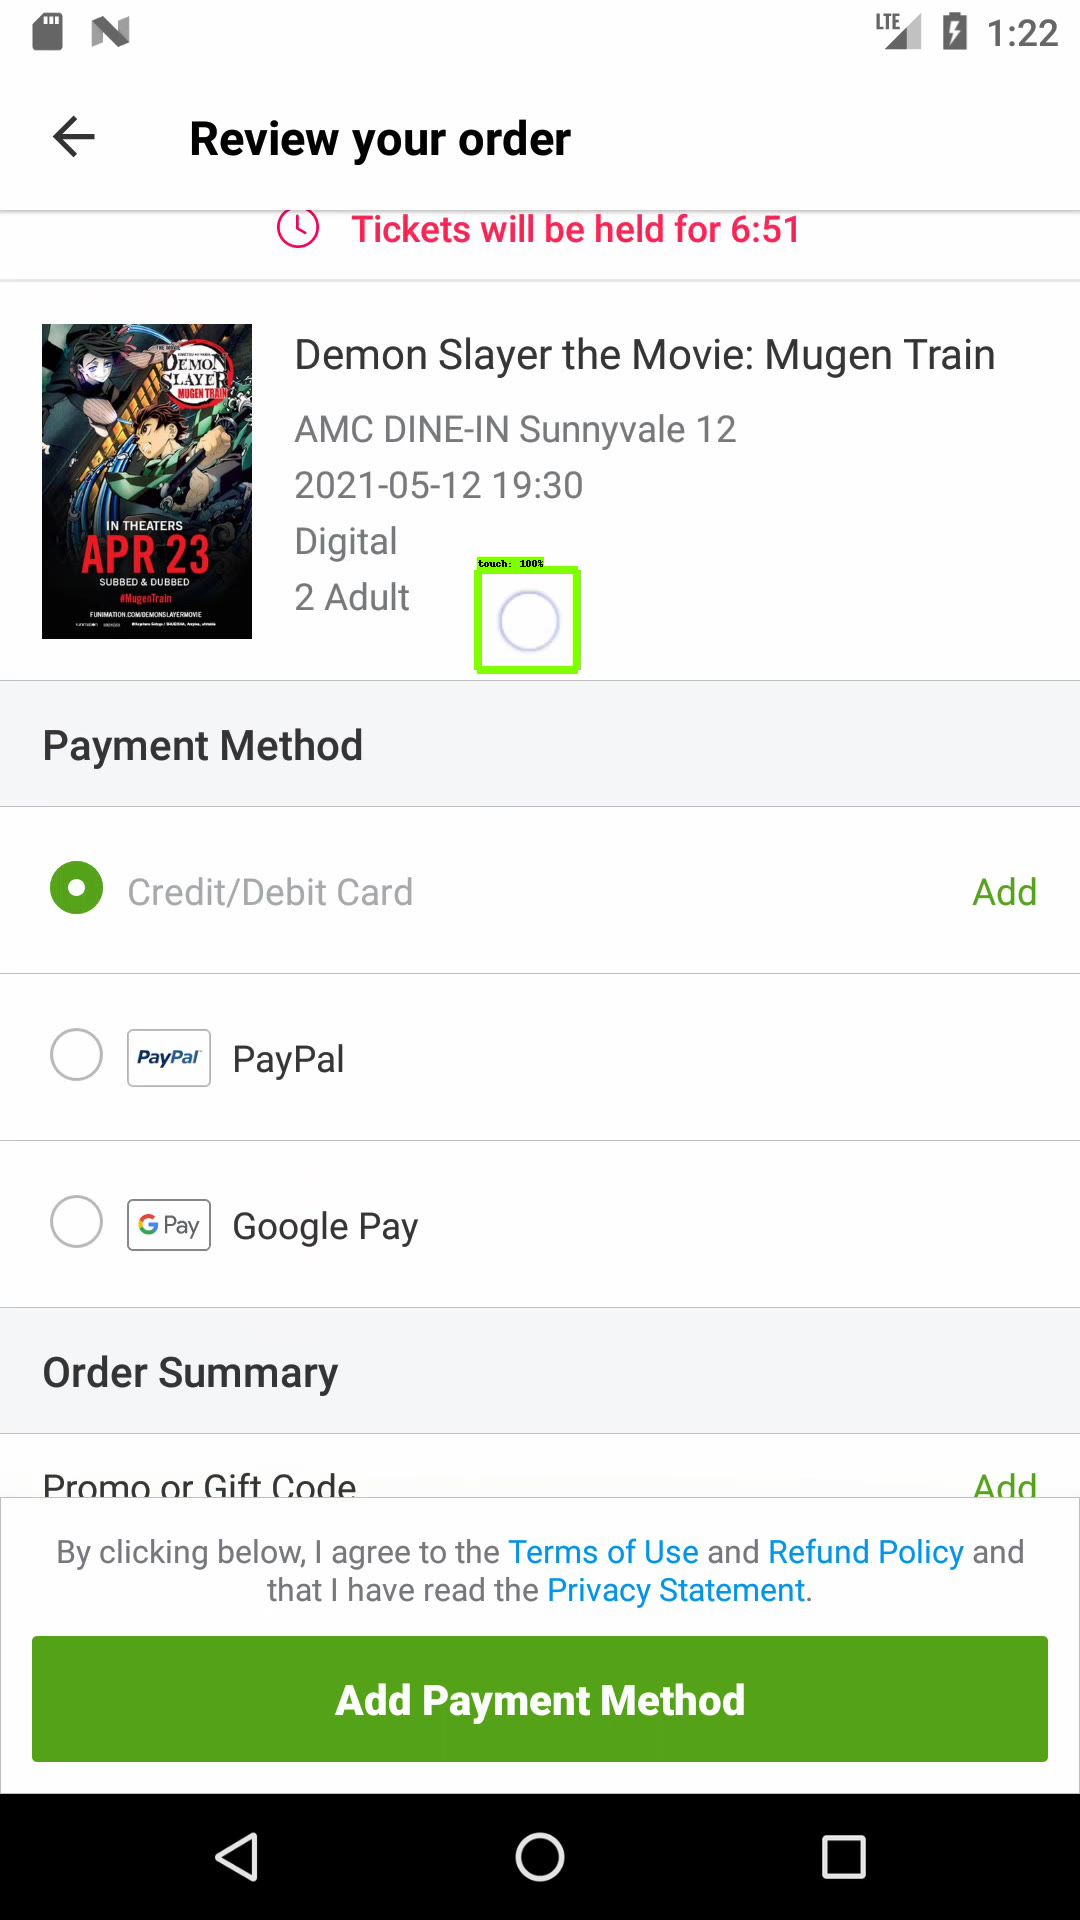 LTE
1:22
Review your order
Tickets will be held for 6:51
DEMON
SLAYER
MUGEN TRAIN
IN THEATERS
APR 23
SUBBED & DUBBED
#MugenTrain
FUNIMATION.COM/DEMONSLAYERMOVIE
Demon Slayer the Movie: Mugen Train
AMC DINE-IN Sunnyvale 12
2021-05-12 19:30
Digital
2 Adult
touch: 100%
Payment Method
Credit/Debit Card
Add
PayPal
PayPal
G Pay
Google Pay
Order Summary
Promo or Gift Code
Add
By clicking below, I agree to the Terms of Use and Refund Policy and
that I have read the Privacy Statement.
Add Payment Method